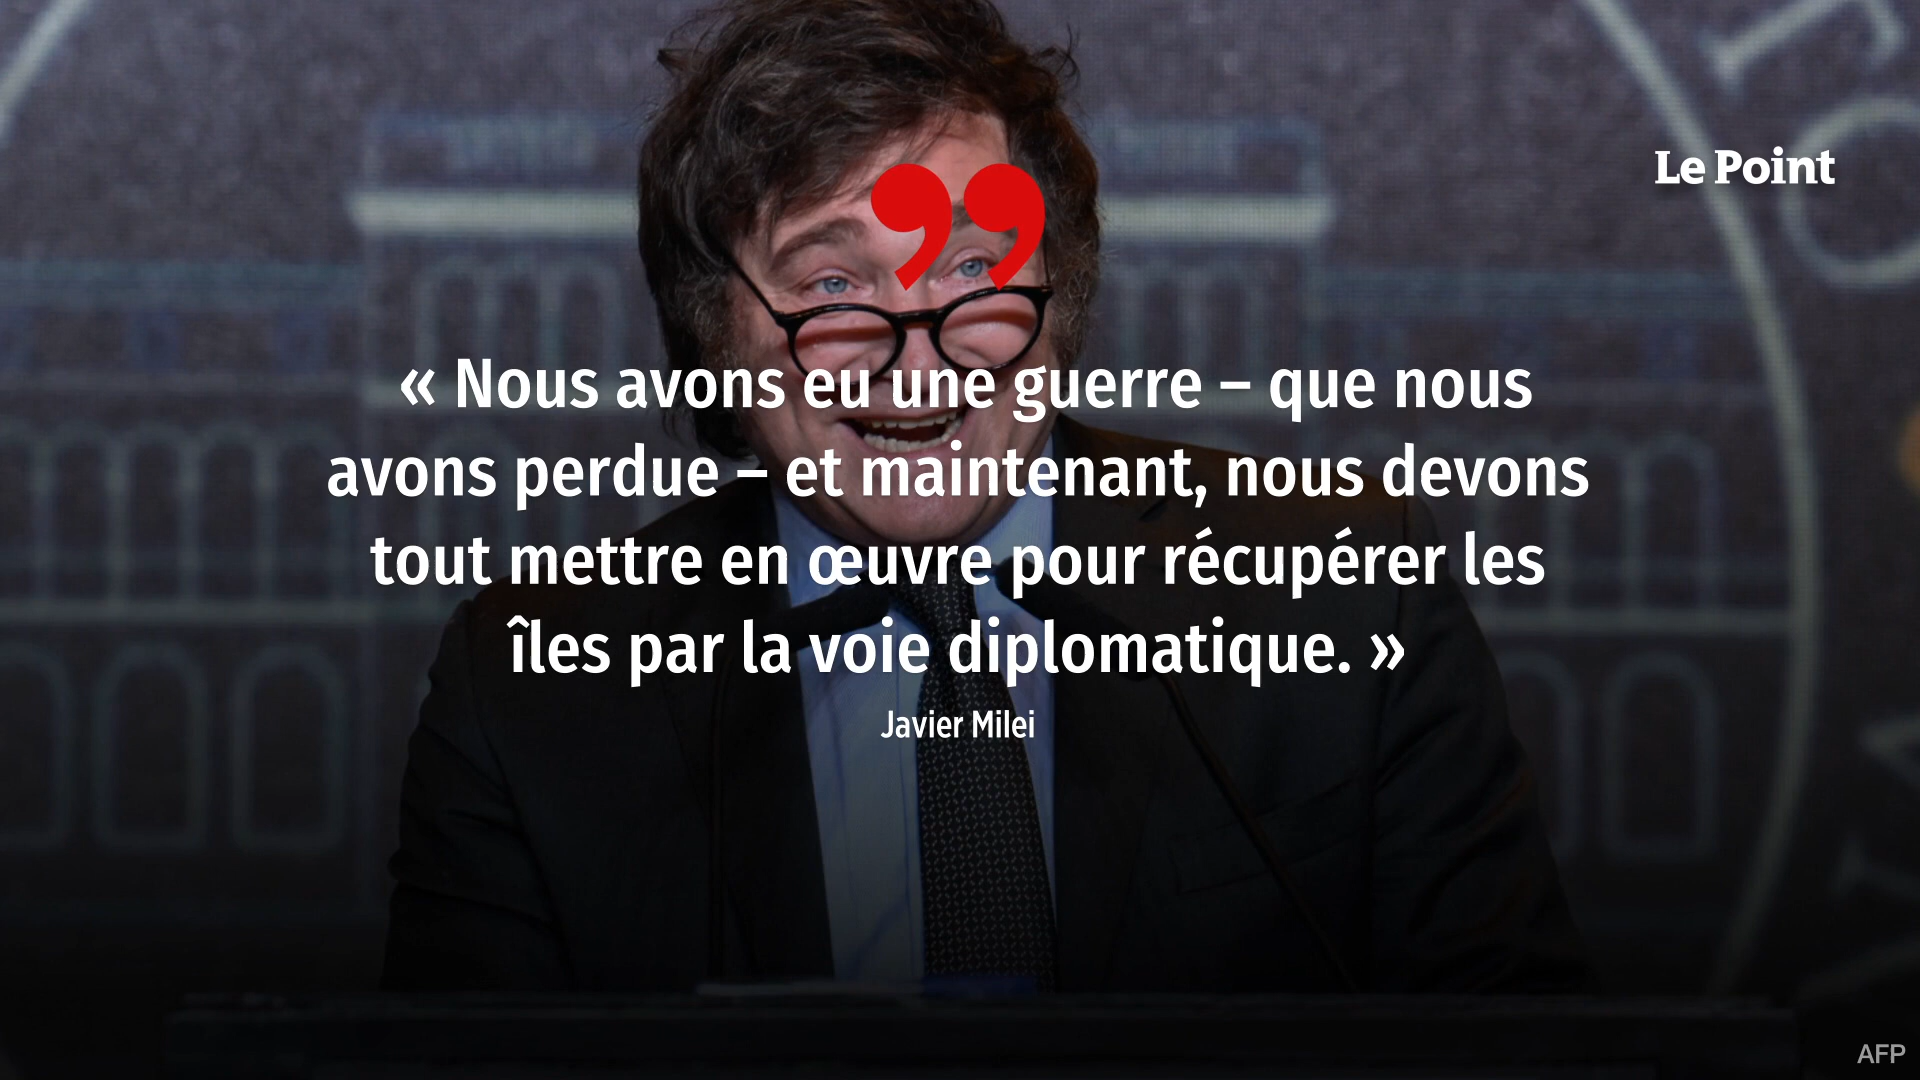 Le Point
« Nous avons eu une guerre – que nous
avons perdue – et maintenant, nous devons
tout mettre en œuvre pour récupérer les
îles par la voie diplomatique. »
Javier Milei
AFP